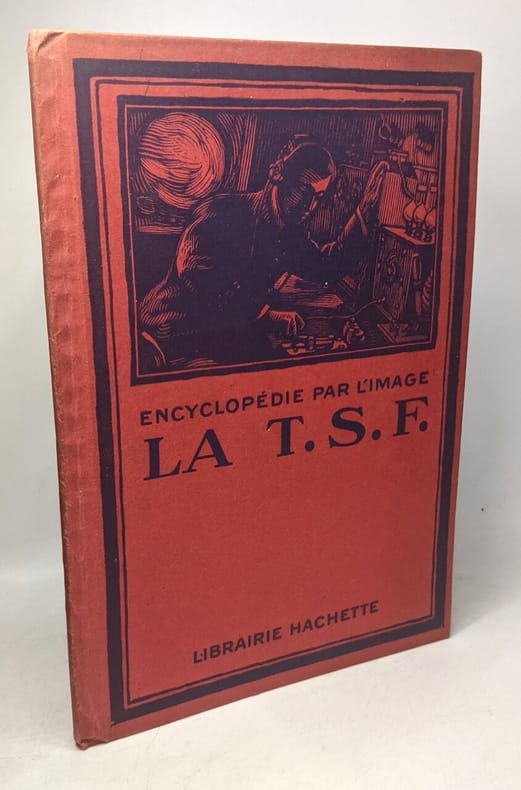 ENCYCLOPÉDIE PAR L'IMAGE
LA T.S.F.
LIBRAIRIE HACHETTE